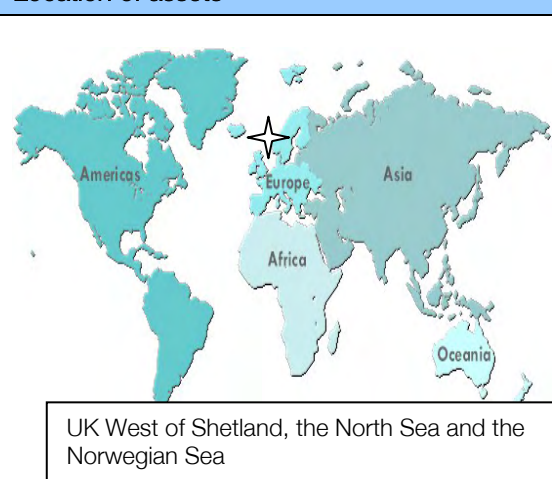 Location of assets
Americas
Europe
Asia
Africa
Oceania
UK West of Shetland, the North Sea and the
Norwegian Sea